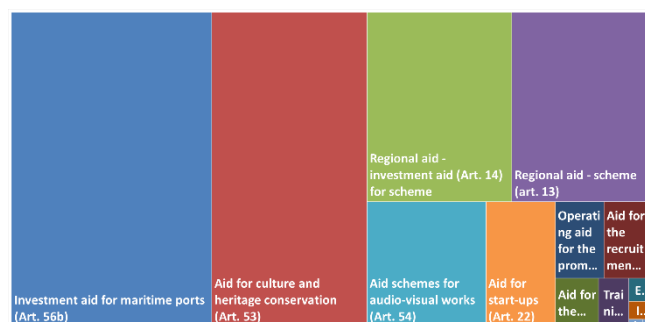 Investment aid for maritime ports
(Art. 56b)
Aid for culture and
heritage conservation
(Art. 53)
Regional aid -
investment aid (Art. 14)
for scheme
Regional aid - scheme
(art. 13)
Aid schemes for
audio-visual works
(Art. 54)
Aid for
start-ups
(Art. 22)
Operati
ng aid
for the
prom...
Aid for
the
recruit
men...
Aid for
the...
Trai
ni...
E...
I...